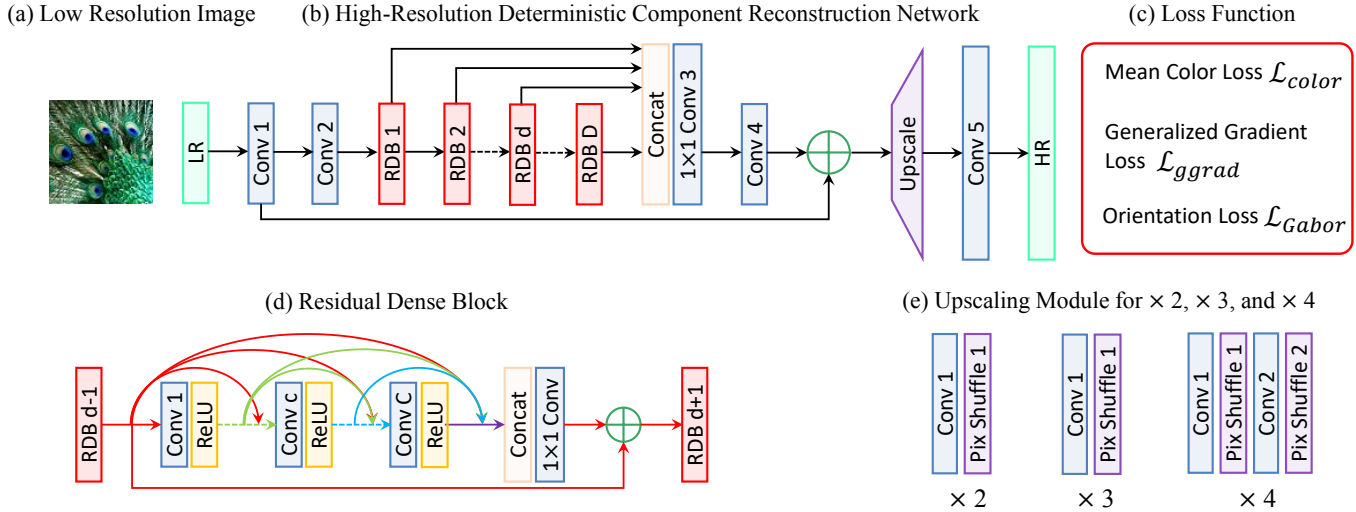 (a) Low Resolution Image
(b) High-Resolution Deterministic Component Reconstruction Network
(c) Loss Function
LR
Conv 1
Conv 2
RDB 1
RDB 2
RDB d
RDB D
Concat
1×1 Conv 3
Conv 4
Upscale
Conv 5
HR
Mean Color Loss ℒ_color
Generalized Gradient
Loss ℒ_ggrad
Orientation Loss ℒ_Gabor
(d) Residual Dense Block
RDB d-1
Conv 1
ReLU
Conv c
ReLU
Conv C
ReLU
Concat
1×1 Conv
RDB d+1
(e) Upscaling Module for × 2, × 3, and × 4
Conv 1
Pix Shuffle 1
× 2
Conv 1
Pix Shuffle 1
× 3
Conv 1
Pix Shuffle 1
Conv 2
Pix Shuffle 2
× 4